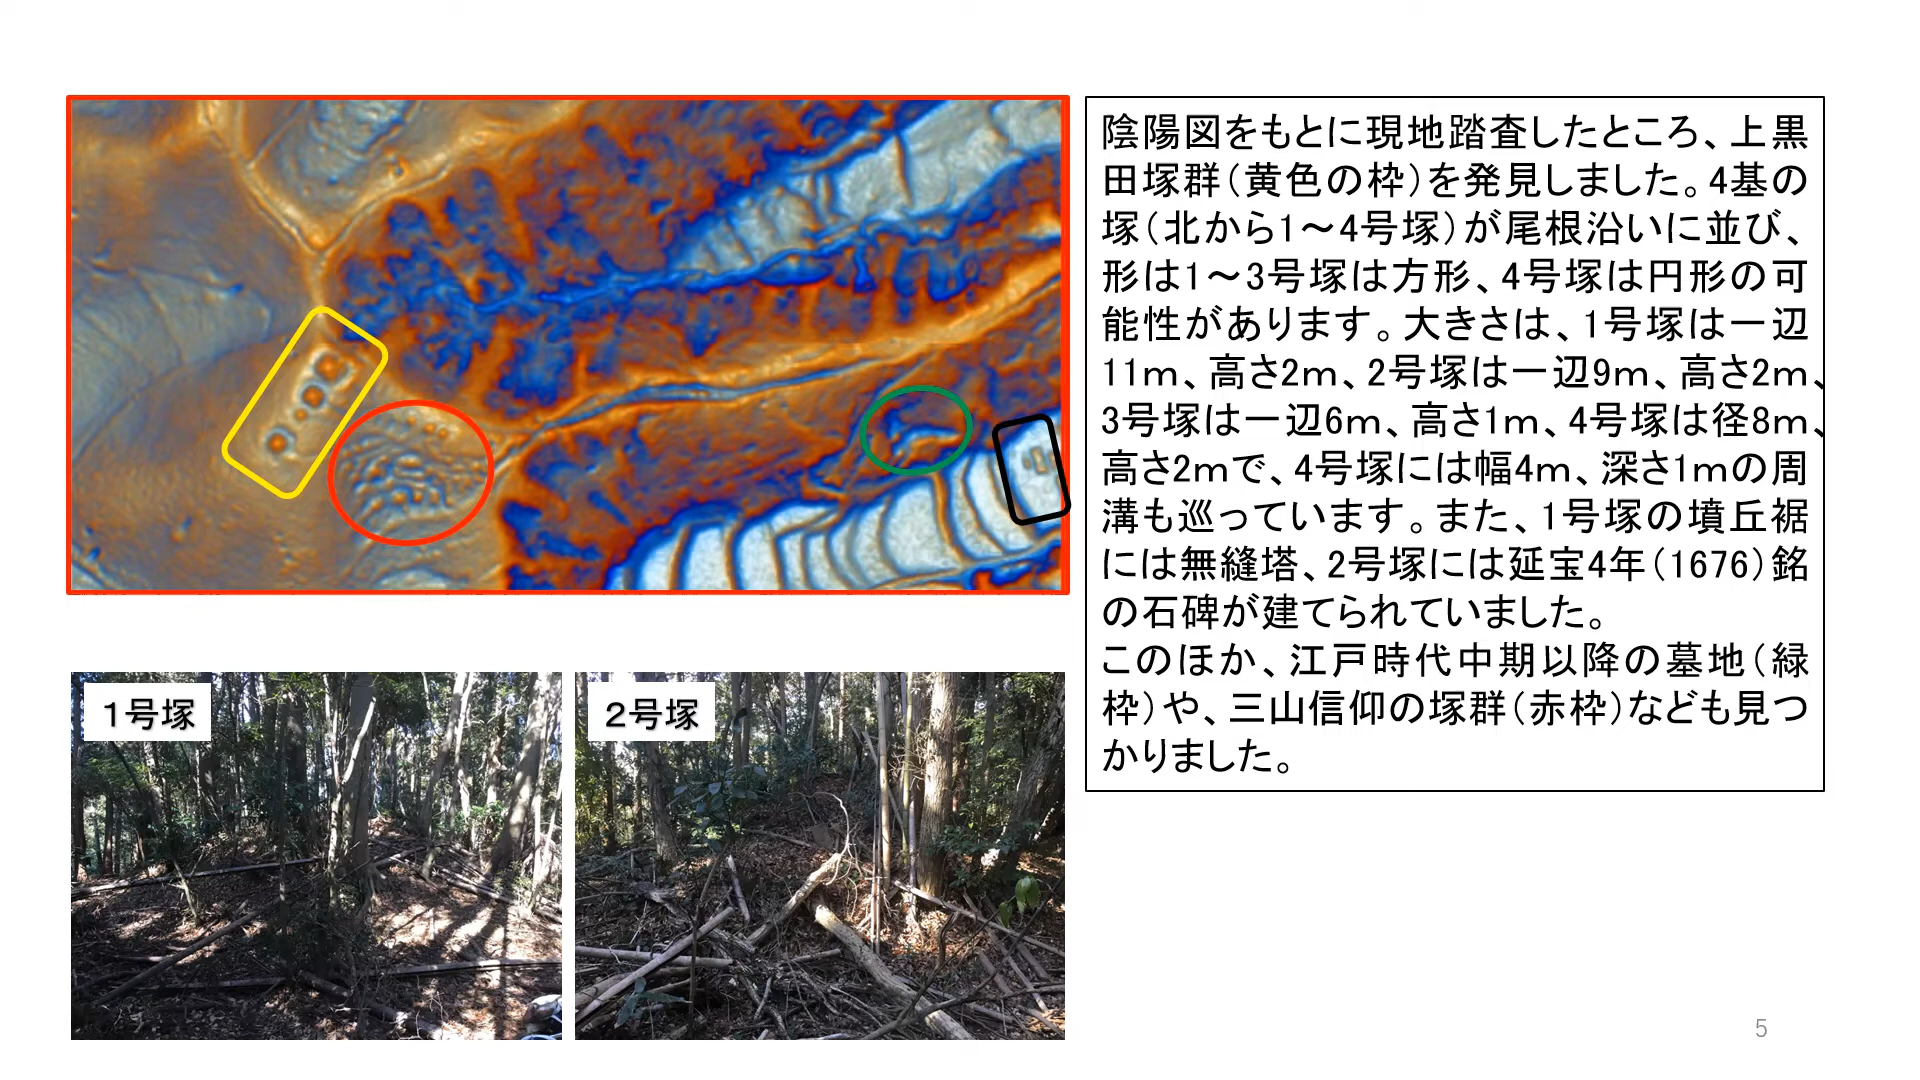 陰陽図をもとに現地踏査したところ、上黒
田塚群（黄色の枠）を発見しました。4基の
塚（北から1～4号塚）が尾根沿いに並び、
形は1～3号塚は方形、4号塚は円形の可
能性があります。大きさは、1号塚は一辺
11ｍ、高さ2ｍ、2号塚は一辺9ｍ、高さ2ｍ、
3号塚は一辺6ｍ、高さ1ｍ、4号塚は径8ｍ、
高さ2ｍで、4号塚には幅4ｍ、深さ1ｍの周
溝も巡っています。また、1号塚の墳丘裾
には無縫塔、2号塚には延宝4年（1676）銘
の石碑が建てられていました。
このほか、江戸時代中期以降の墓地（緑
枠）や、三山信仰の塚群（赤枠）なども見つ
かりました。
１号塚
２号塚
5